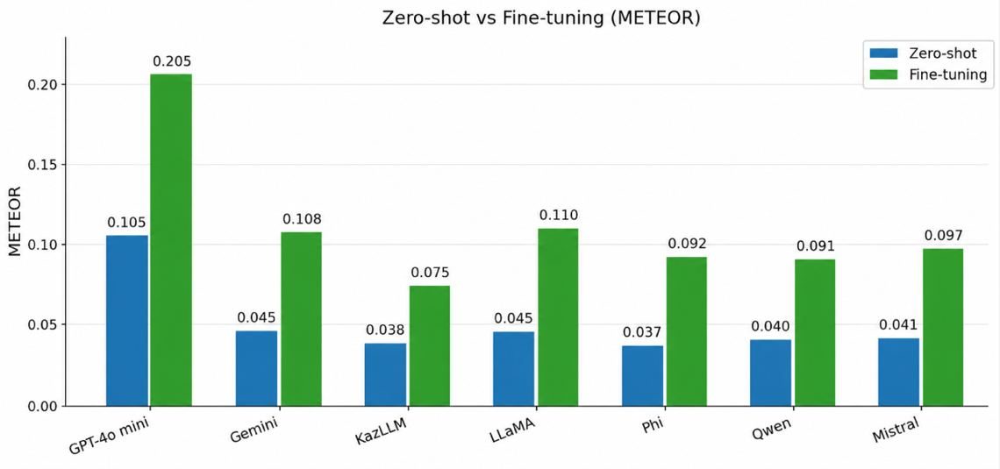 Zero-shot vs Fine-tuning (METEOR)
Zero-shot
Fine-tuning
METEOR
0.20
0.15
0.10
0.05
0.00
0.105
0.205
0.045
0.108
0.038
0.075
0.045
0.110
0.037
0.092
0.040
0.091
0.041
0.097
GPT-4o mini
Gemini
KazLLM
LLaMA
Phi
Qwen
Mistral